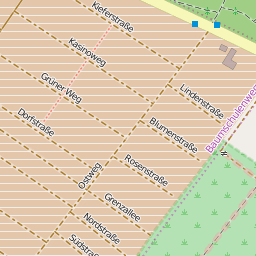 Kieferstraße
Kasinoweg
Grüner Weg
Lindenstraße
Dorfstraße
Blumenstraße
Baumschulenweg
Rosenstraße
Ostweg
Grenzallee
Nordstraße
Südstraße